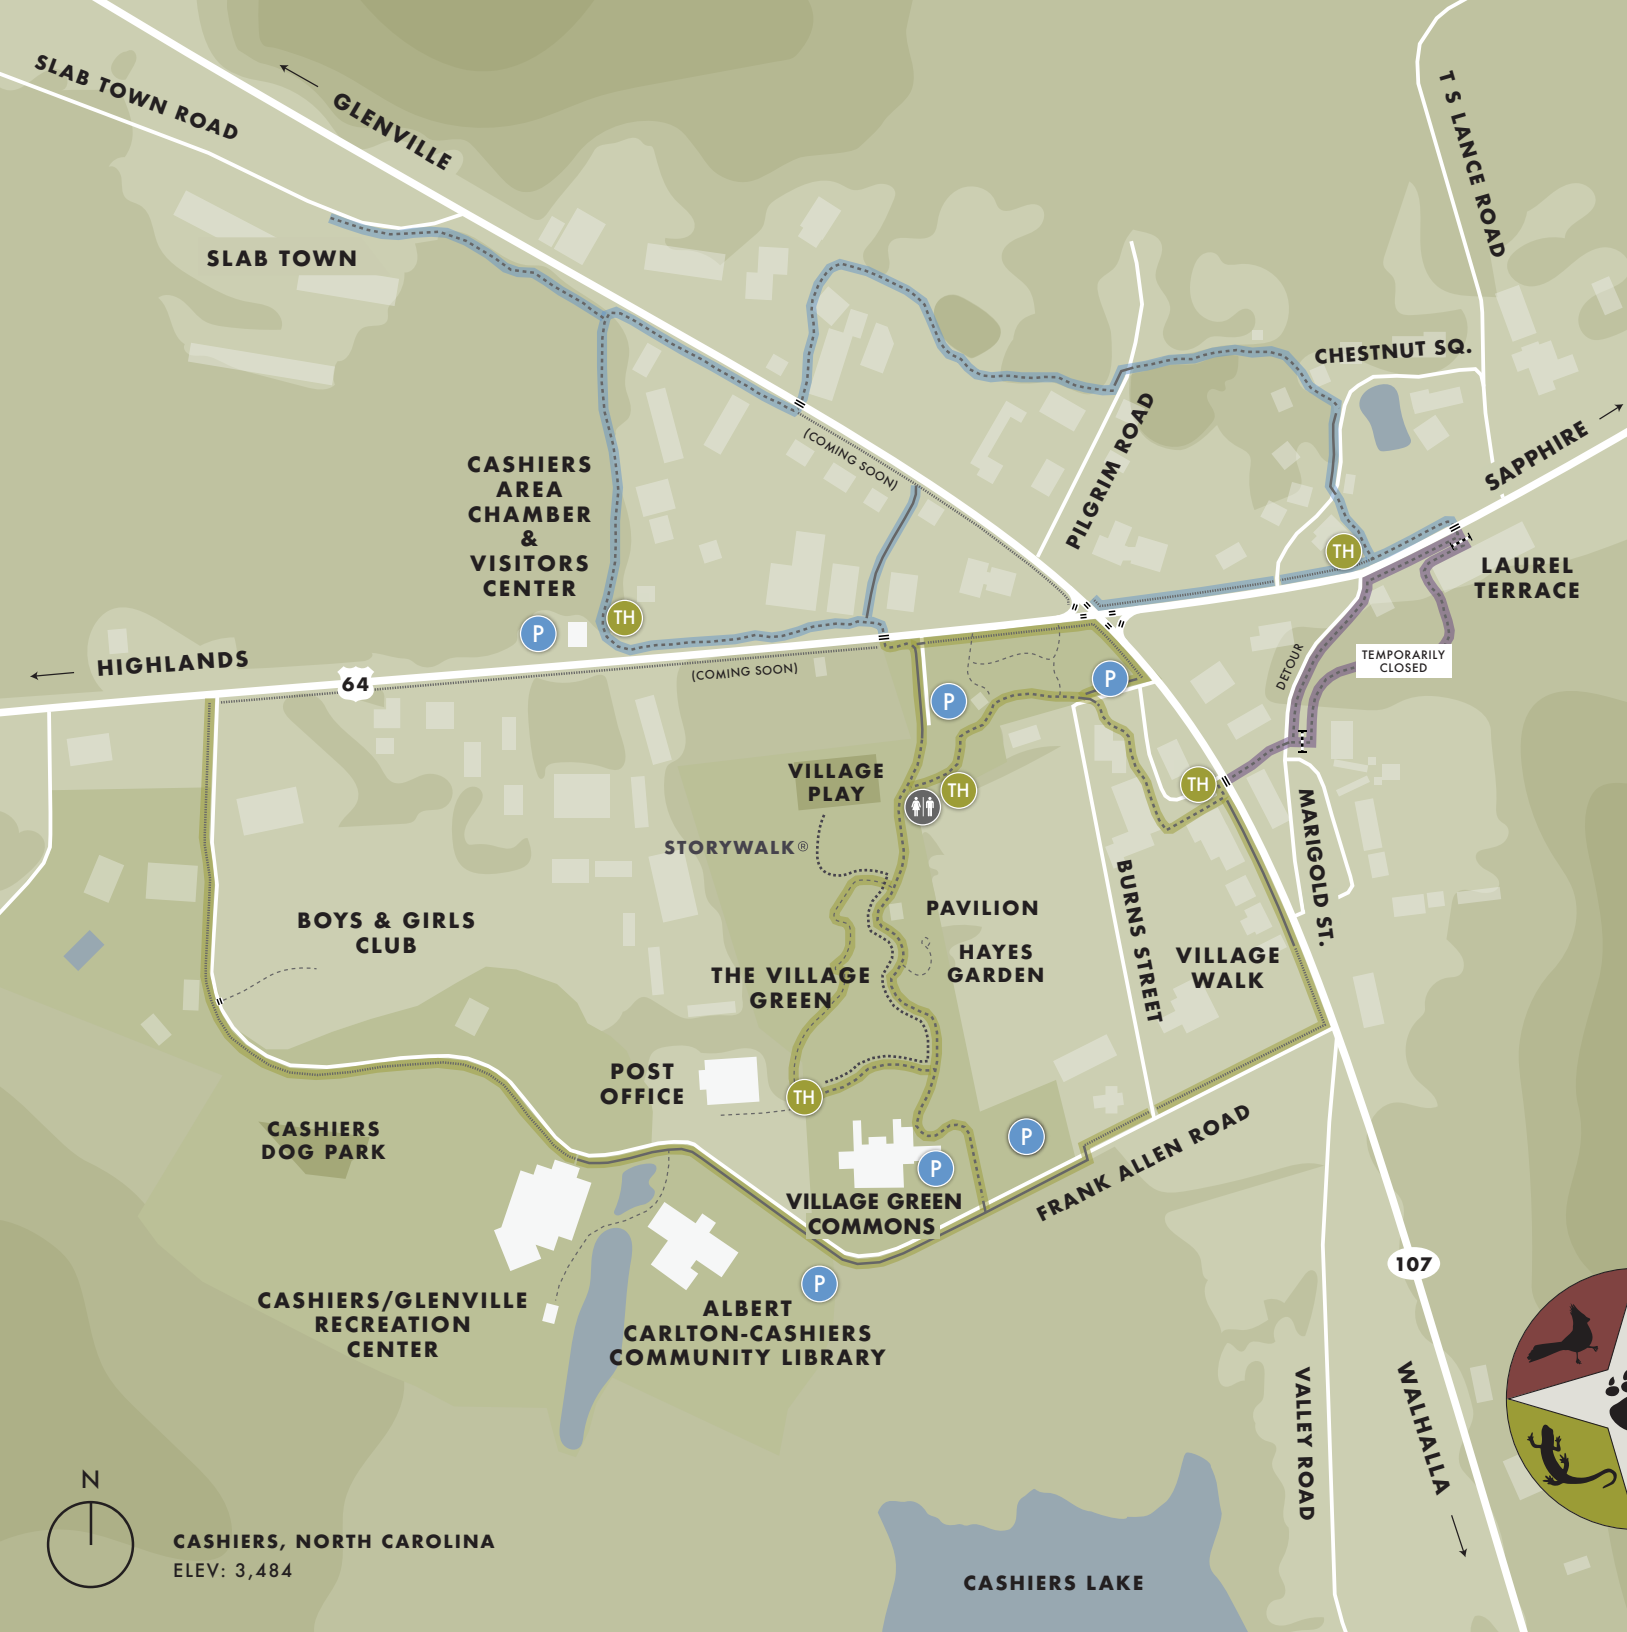 SLAB TOWN ROAD
GLENVILLE
T S LANCE ROAD
SLAB TOWN
CHESTNUT SQ.
SAPPHIRE
(COMING SOON)
PILGRIM ROAD
CASHIERS
AREA
CHAMBER
&
VISITORS
CENTER
TH
LAUREL
TERRACE
P
TH
HIGHLANDS
64
(COMING SOON)
DETOUR
TEMPORARILY
CLOSED
P
P
VILLAGE
PLAY
TH
TH
STORYWALK®
MARIGOLD ST.
BURNS STREET
BOYS & GIRLS
CLUB
PAVILION
HAYES
GARDEN
VILLAGE
WALK
THE VILLAGE
GREEN
POST
OFFICE
TH
CASHIERS
DOG PARK
P
P
FRANK ALLEN ROAD
VILLAGE GREEN
COMMONS
107
P
CASHIERS/GLENVILLE
RECREATION
CENTER
ALBERT
CARLTON-CASHIERS
COMMUNITY LIBRARY
VALLEY ROAD
WALHALLA
N
CASHIERS, NORTH CAROLINA
ELEV: 3,484
CASHIERS LAKE